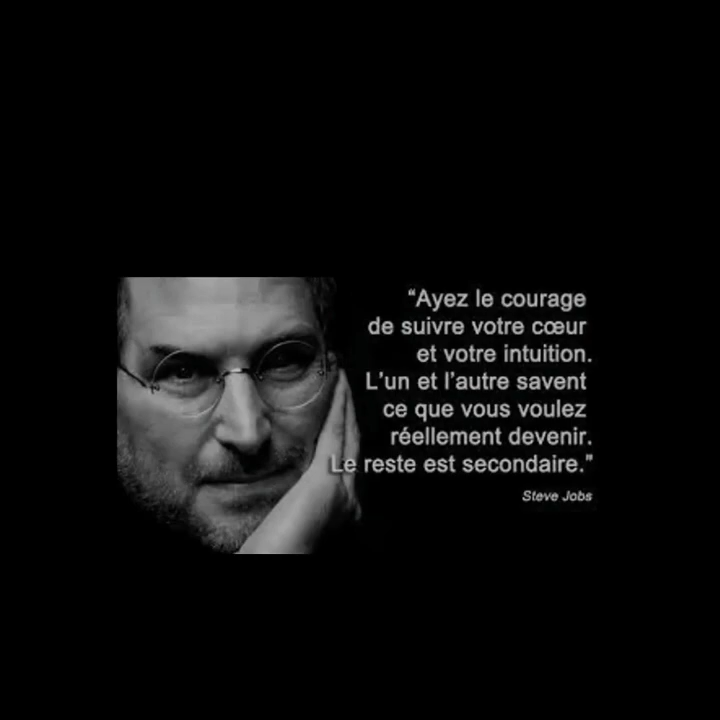 “Ayez le courage
de suivre votre cœur
et votre intuition.
L'un et l'autre savent
ce que vous voulez
réellement devenir.
Le reste est secondaire.”
Steve Jobs